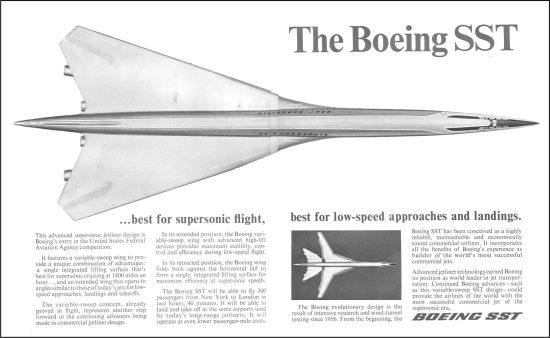 The Boeing SST
...best for supersonic flight,
best for low-speed approaches and landings.
This advanced supersonic jetliner design is
Boeing's entry in the United States Federal
Aviation Agency competition.
It features a variable-sweep wing to pro-
vide a unique combination of advantages:
a single integrated lifting surface that's
best for supersonic cruising at 1800 miles an
hour . . . and an extended wing that opens to
angles similar to those of today's jets for low-
speed approaches, landings and takeoffs.
The variable-sweep concept, already
proved in flight, represents another step
forward in the continuing advances being
made in commercial jetliner design.
In its extended position, the Boeing vari-
able-sweep wing with advanced high-lift
devices provides maximum stability, con-
trol and efficiency during low-speed flight.
In its retracted position, the Boeing wing
folds back against the horizontal tail to
form a single, integrated lifting surface for
maximum efficiency at supersonic speeds.
The Boeing SST will be able to fly 300
passengers from New York to London in
two hours, 40 minutes. It will be able to
land and take off at the same airports used
by today's long-range jetliners. It will
operate at even lower passenger-mile costs.
The Boeing evolutionary design is the
result of intensive research and wind-tunnel
testing since 1956. From the beginning, the
Boeing SST has been conceived as a highly
reliable, maintainable and economically
sound commercial airliner. It incorporates
all the benefits of Boeing's experience as
builder of the world's most successful
commercial jets.
Advanced jetliner technology earned Boeing
its position as world leader in jet transpor-
tation. Continued Boeing advances—such
as this variable-sweep SST design—could
provide the airlines of the world with the
most successful commercial jet of the
supersonic era.
BOEING SST